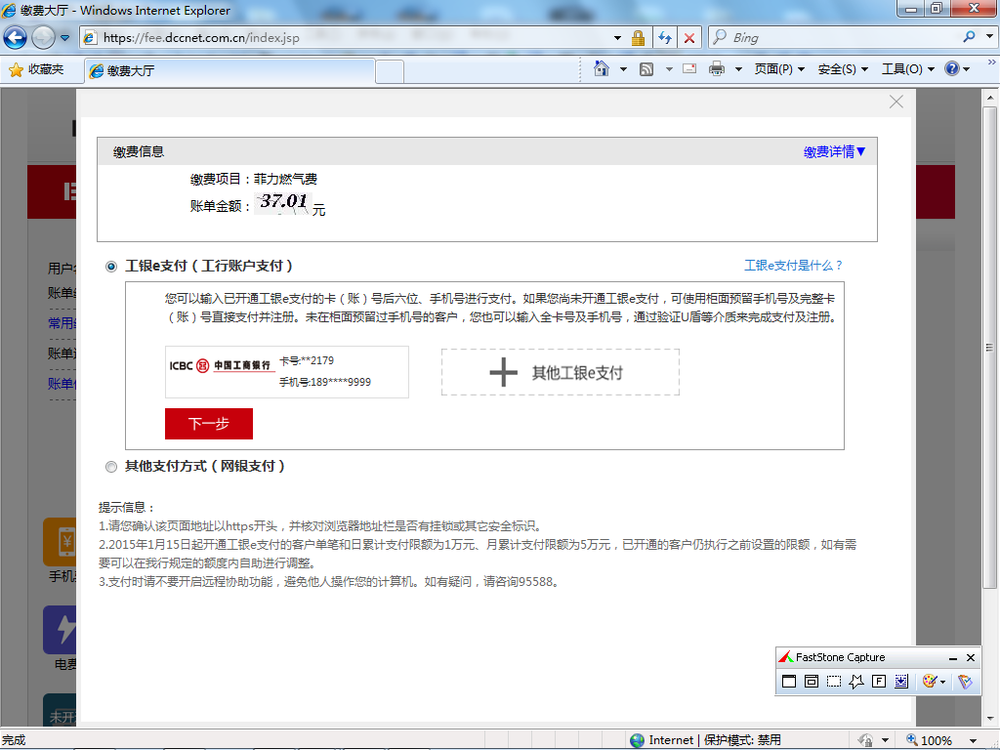 缴费大厅 - Windows Internet Explorer
https://fee.dccnet.com.cn/index.jsp
Bing
收藏夹
缴费大厅
页面(P)
安全(S)
工具(O)
缴费信息
缴费详情▼
缴费项目：菲力燃气费
账单金额：37.01 元
用户
账单
常用
账单
账单
工银e支付（工行账户支付）
工银e支付是什么？
您可以输入已开通工银e支付的卡（账）号后六位、手机号进行支付。如果您尚未开通工银e支付，可使用柜面预留手机号及完整卡
（账）号直接支付并注册。未在柜面预留过手机号的客户，您也可以输入全卡号及手机号，通过验证U盾等介质来完成支付及注册。
ICBC 中国工商银行
卡号:**2179
手机号:189****9999
其他工银e支付
下一步
其他支付方式（网银支付）
提示信息：
1.请您确认该页面地址以https开头，并核对浏览器地址栏是否有挂锁或其它安全标识。
2.2015年1月15日起开通工银e支付的客户单笔和日累计支付限额为1万元、月累计支付限额为5万元，已开通的客户仍执行之前设置的限额，如有需
要可以在我行规定的额度内自助进行调整。
3.支付时请不要开启远程协助功能，避免他人操作您的计算机。如有疑问，请咨询95588。
手机
电费
未开
FastStone Capture
完成
Internet | 保护模式: 禁用
100%